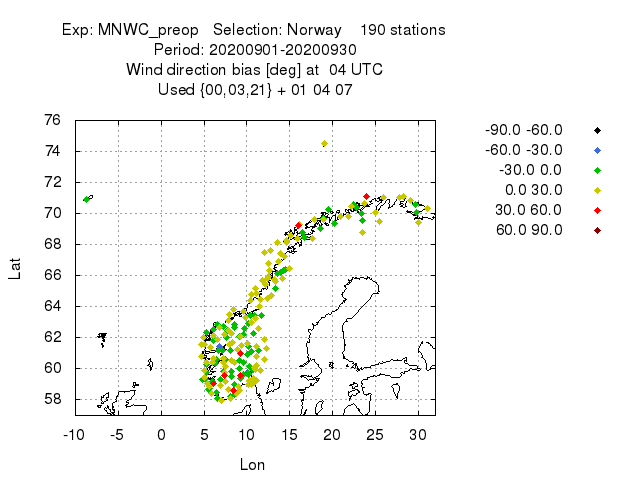 Exp: MNWC_preop   Selection: Norway    190 stations
Period: 20200901-20200930
Wind direction bias [deg] at  04 UTC
Used {00,03,21} + 01 04 07
-90.0 -60.0
-60.0 -30.0
-30.0 0.0
0.0 30.0
30.0 60.0
60.0 90.0
Lat
76
74
72
70
68
66
64
62
60
58
-10 -5 0 5 10 15 20 25 30
Lon